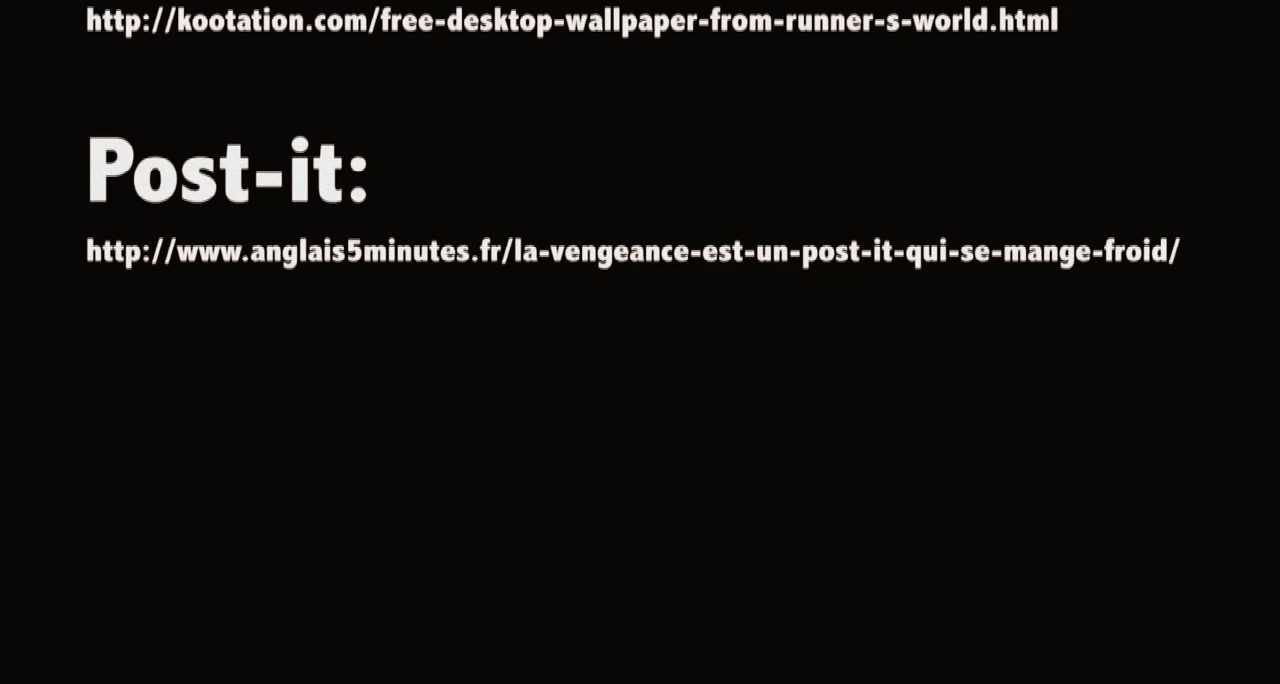 http://kootation.com/free-desktop-wallpaper-from-runner-s-world.html
Post-it:
http://www.anglais5minutes.fr/la-vengeance-est-un-post-it-qui-se-mange-froid/